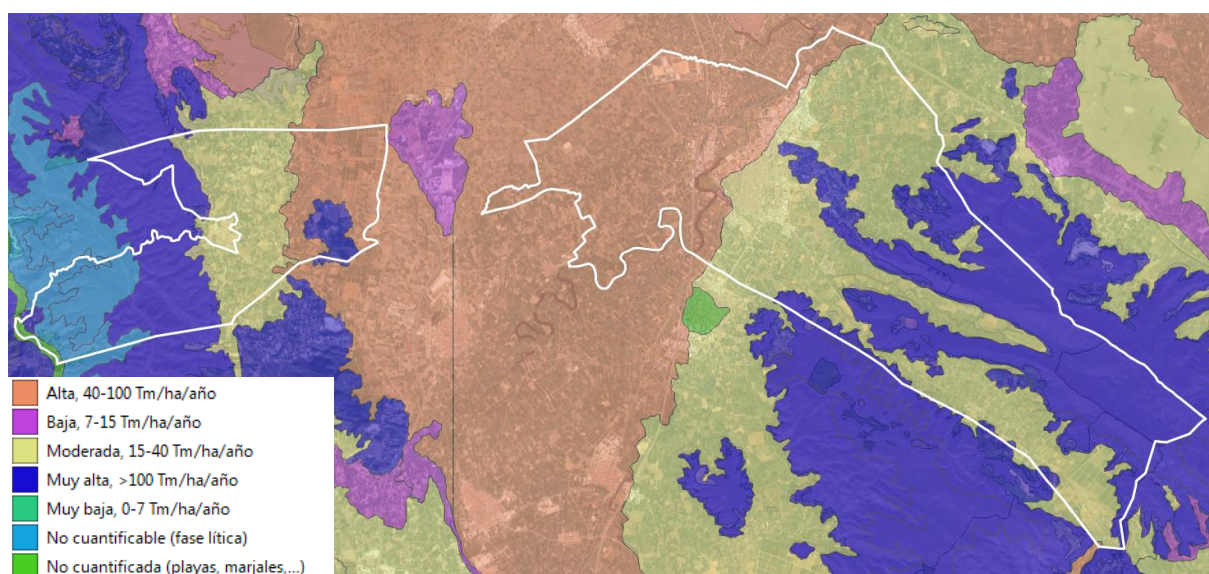 Alta, 40-100 Tm/ha/año
Baja, 7-15 Tm/ha/año
Moderada, 15-40 Tm/ha/año
Muy alta, >100 Tm/ha/año
Muy baja, 0-7 Tm/ha/año
No cuantificable (fase lítica)
No cuantificada (playas, marjales,...)